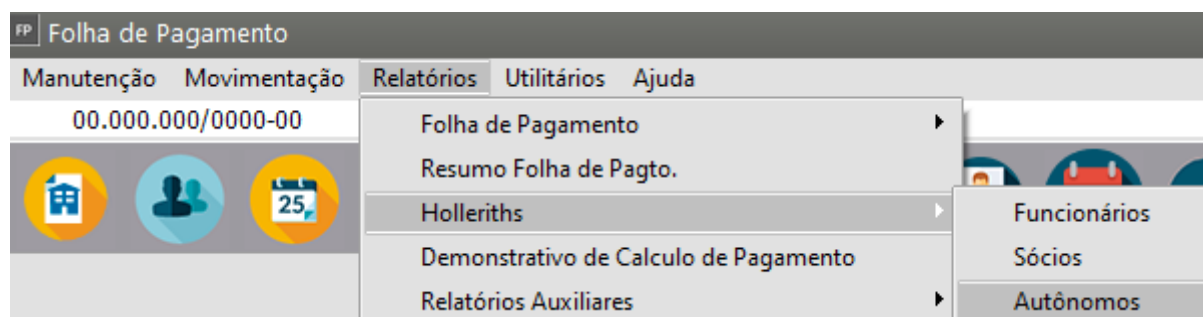 FP Folha de Pagamento
Manutenção Movimentação Relatórios Utilitários Ajuda
00.000.000/0000-00
Folha de Pagamento
Resumo Folha de Pagto.
25
Holleriths
Funcionários
Demonstrativo de Calculo de Pagamento
Sócios
Relatórios Auxiliares
Autônomos